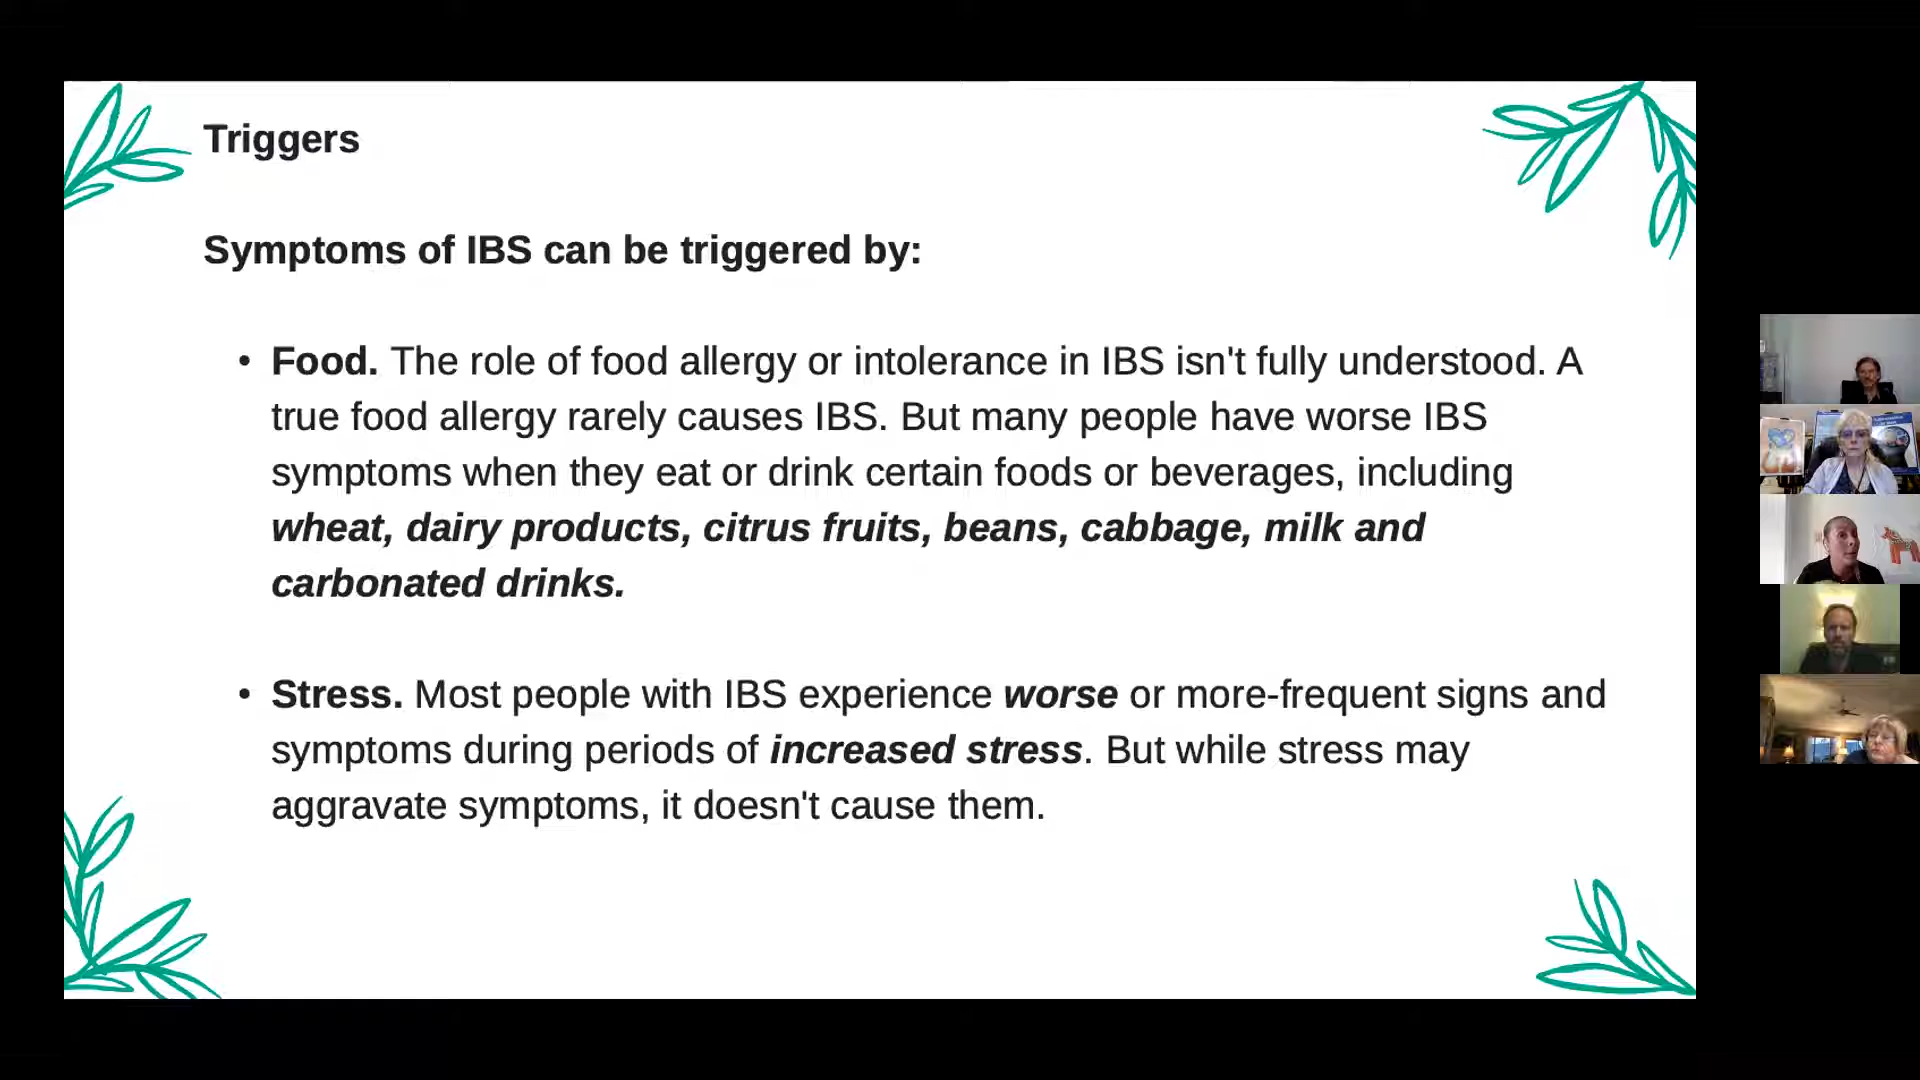 Triggers
Symptoms of IBS can be triggered by:
• Food. The role of food allergy or intolerance in IBS isn't fully understood. A
true food allergy rarely causes IBS. But many people have worse IBS
symptoms when they eat or drink certain foods or beverages, including
wheat, dairy products, citrus fruits, beans, cabbage, milk and
carbonated drinks.
• Stress. Most people with IBS experience worse or more-frequent signs and
symptoms during periods of increased stress. But while stress may
aggravate symptoms, it doesn't cause them.